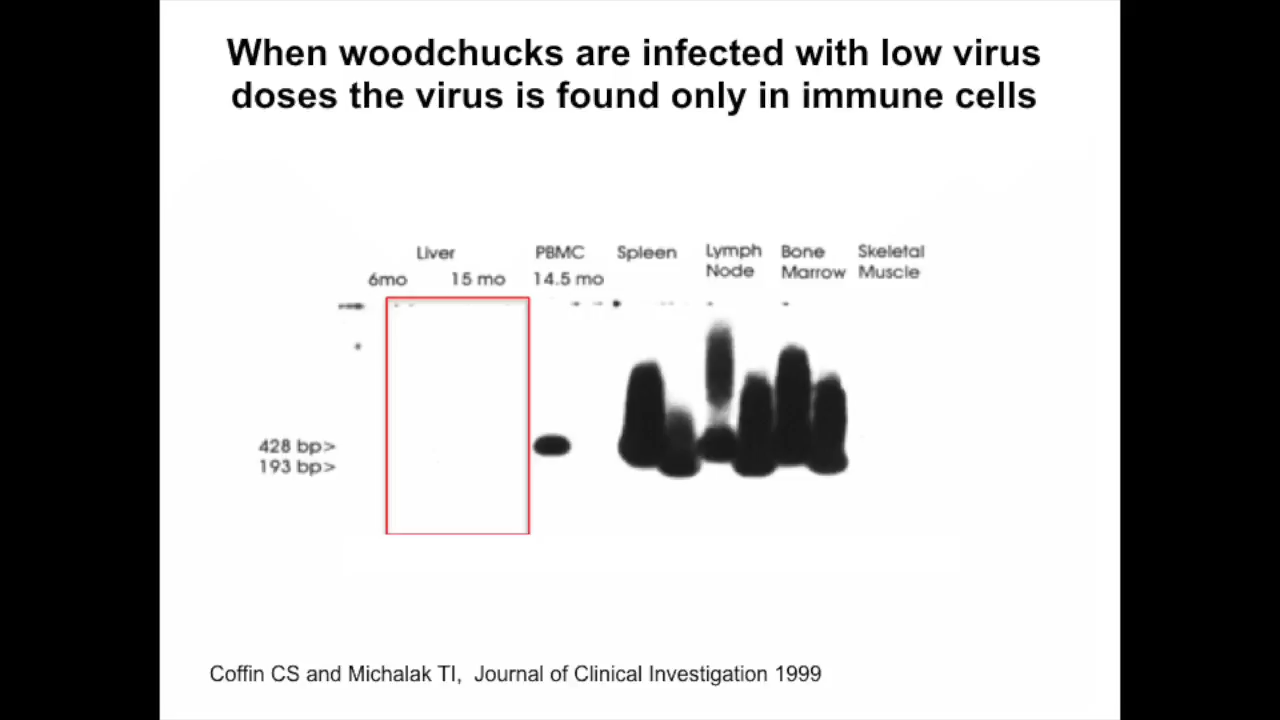 When woodchucks are infected with low virus
doses the virus is found only in immune cells
Liver PBMC Spleen Lymph Node Bone Marrow Skeletal Muscle
6mo 15 mo 14.5 mo
428 bp>
193 bp>
Coffin CS and Michalak TI, Journal of Clinical Investigation 1999